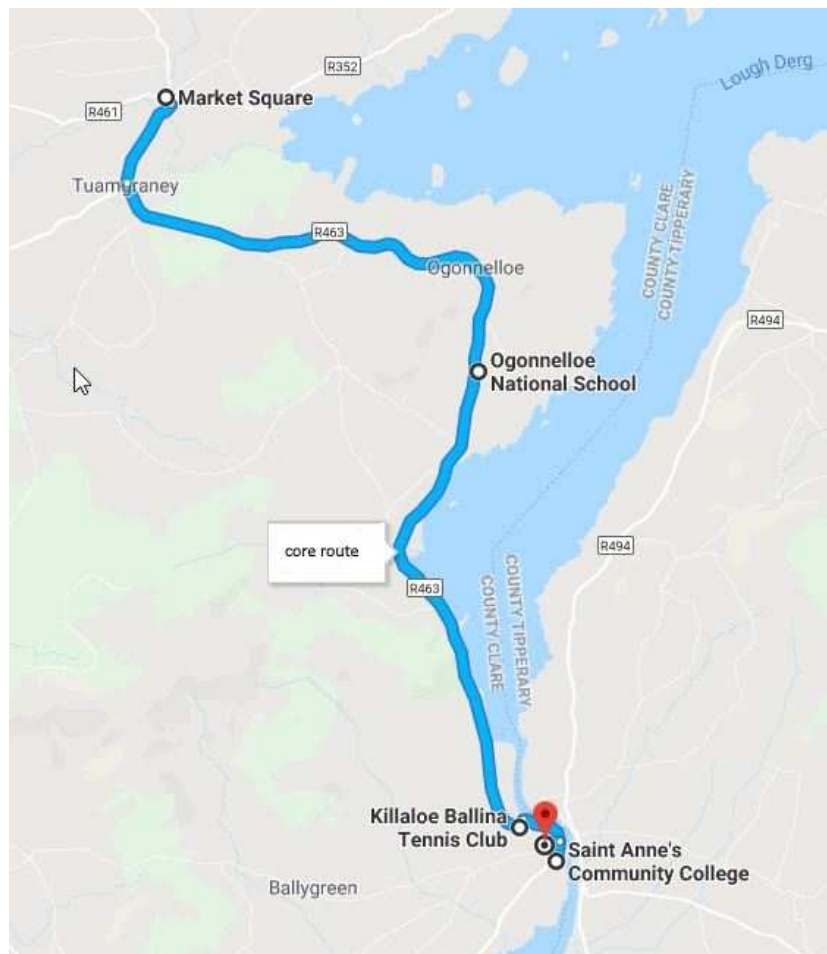 R352
Lough Derg
Market Square
R461
Tuamgraney
COUNTY CLARE
COUNTY TIPPERARY
R463
Ogonnelloe
R494
Ogonnelloe
National School
core route
R494
R463
COUNTY TIPPERARY
COUNTY CLARE
Killaloe Ballina
Tennis Club
Saint Anne's
Community College
Ballygreen